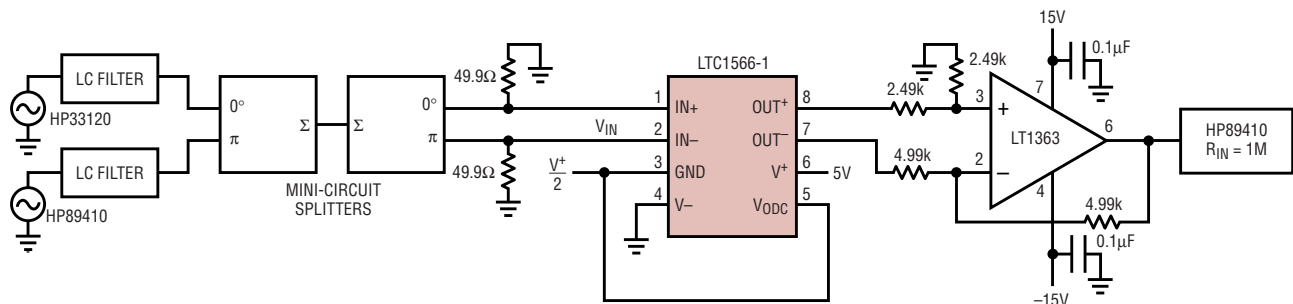 LC FILTER
HP33120
LC FILTER
HP89410
0°
π
Σ
Σ
0°
π
MINI-CIRCUIT
SPLITTERS
49.9Ω
49.9Ω
V_IN
V⁺
2
LTC1566-1
1
2
3
4
IN+
IN–
GND
V–
OUT⁺
OUT⁻
V⁺
V_ODC
8
7
6
5
5V
2.49k
2.49k
4.99k
15V
0.1µF
7
3
+
2
–
LT1363
6
4
4.99k
0.1µF
–15V
HP89410
R_IN = 1M